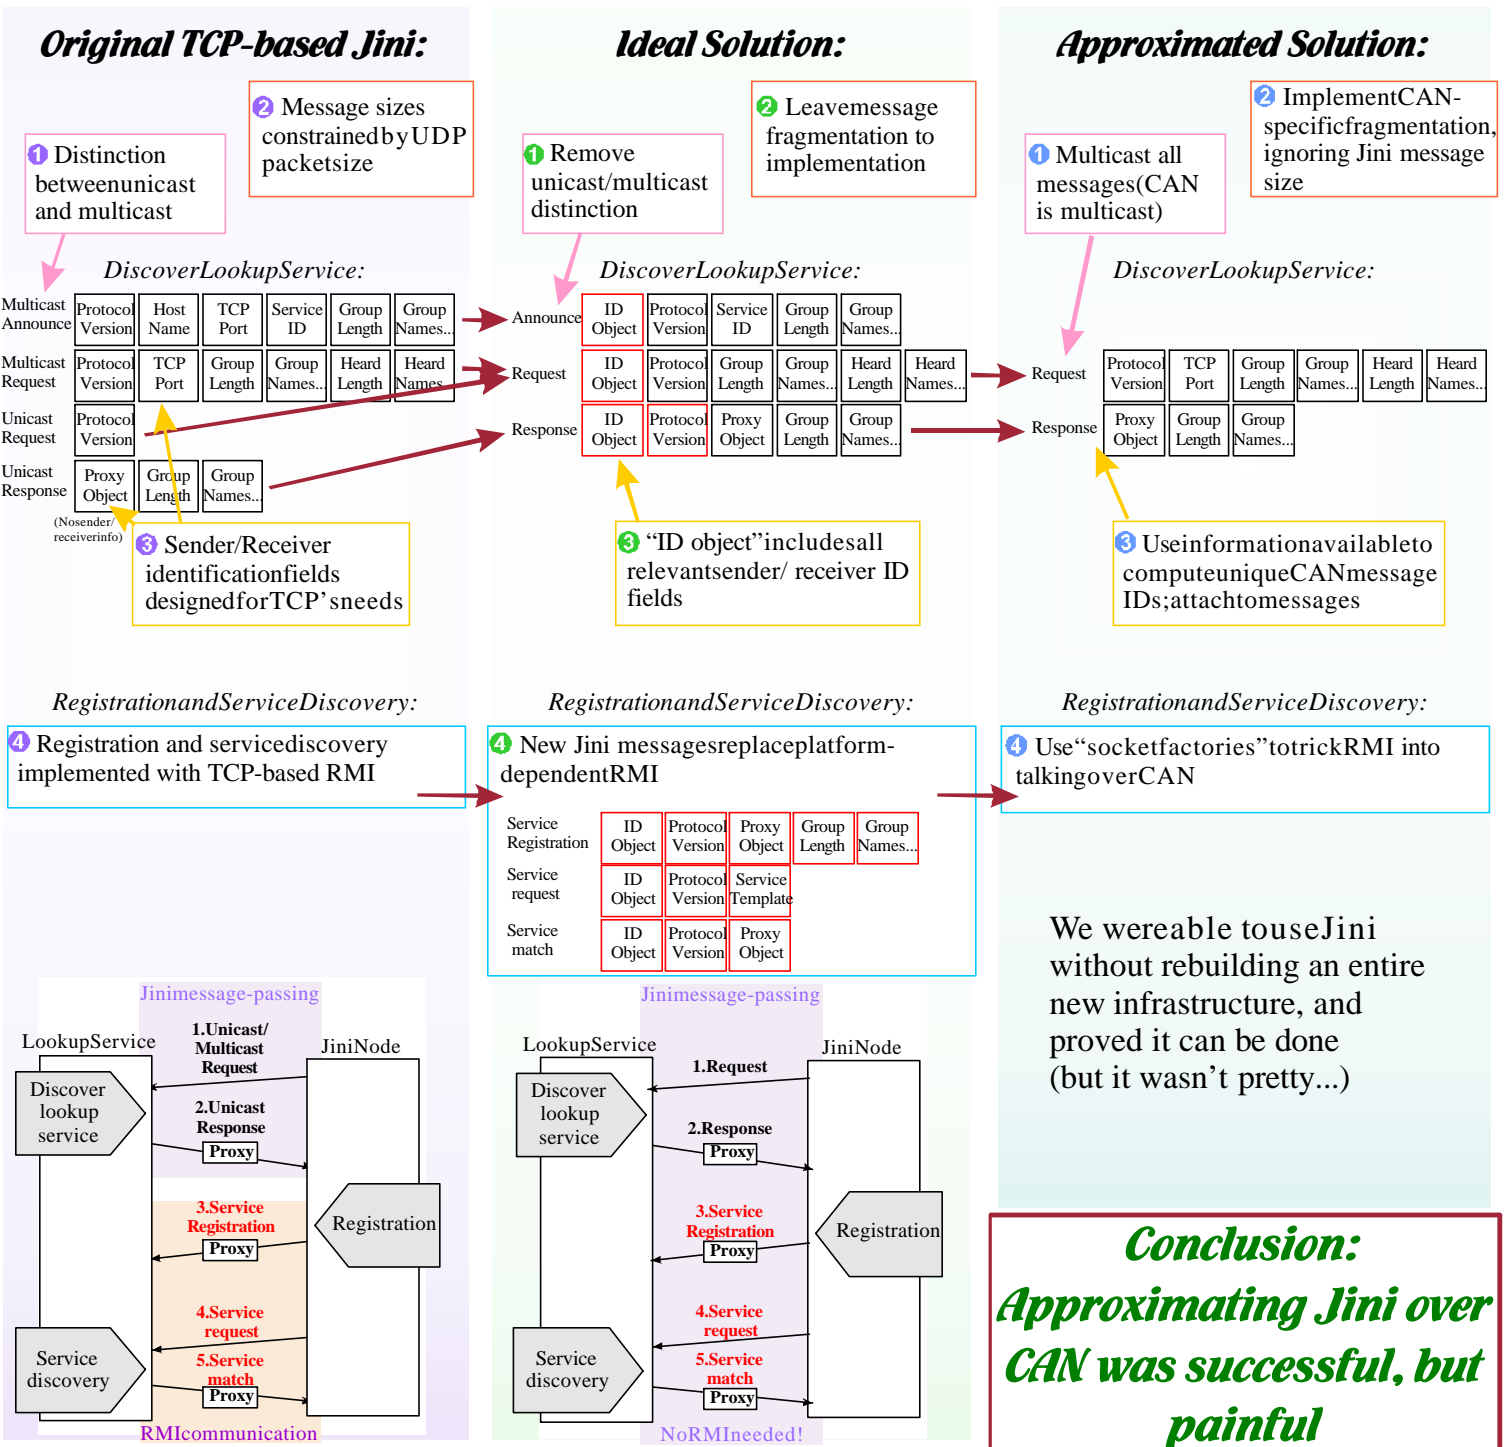 Original TCP-based Jini:
2 Message sizes
constrainedbyUDP
packetsize
1 Distinction
betweenunicast
and multicast
DiscoverLookupService:
Multicast
Announce
Protocol
Version
Host
Name
TCP
Port
Service
ID
Group
Length
Group
Names...
Multicast
Request
Protocol
Version
TCP
Port
Group
Length
Group
Names...
Heard
Length
Heard
Names...
Unicast
Request
Protocol
Version
Unicast
Response
Proxy
Object
Group
Length
Group
Names...
(Nosender/
receiverinfo)
3 Sender/Receiver
identificationfields
designedforTCP'sneeds
RegistrationandServiceDiscovery:
4 Registration and servicediscovery
implemented with TCP-based RMI
Jinimessage-passing
LookupService
JiniNode
1.Unicast/
Multicast
Request
Discover
lookup
service
2.Unicast
Response
Proxy
3.Service
Registration
Proxy
Registration
4.Service
request
5.Service
match
Proxy
Service
discovery
RMIcommunication
Ideal Solution:
2 Leavemessage
fragmentation to
implementation
1 Remove
unicast/multicast
distinction
DiscoverLookupService:
Announce
ID
Object
Protocol
Version
Service
ID
Group
Length
Group
Names...
Request
ID
Object
Protocol
Version
Group
Length
Group
Names...
Heard
Length
Heard
Names...
Response
ID
Object
Protocol
Version
Proxy
Object
Group
Length
Group
Names...
3 “ID object”includesall
relevantsender/ receiver ID
fields
RegistrationandServiceDiscovery:
4 New Jini messagesreplaceplatform-
dependentRMI
Service
Registration
ID
Object
Protocol
Version
Proxy
Object
Group
Length
Group
Names...
Service
request
ID
Object
Protocol
Version
Service
Template
Service
match
ID
Object
Protocol
Version
Proxy
Object
Jinimessage-passing
LookupService
JiniNode
1.Request
Discover
lookup
service
2.Response
Proxy
3.Service
Registration
Proxy
Registration
4.Service
request
5.Service
match
Proxy
Service
discovery
NoRMIneeded!
Approximated Solution:
2 ImplementCAN-
specificfragmentation,
ignoring Jini message
size
1 Multicast all
messages(CAN
is multicast)
DiscoverLookupService:
Request
Protocol
Version
TCP
Port
Group
Length
Group
Names...
Heard
Length
Heard
Names...
Response
Proxy
Object
Group
Length
Group
Names...
3 Useinformationavailableto
computeuniqueCANmessage
IDs;attachtomessages
RegistrationandServiceDiscovery:
4 Use“socketfactories”totrickRMI into
talkingoverCAN
We wereable touseJini
without rebuilding an entire
new infrastructure, and
proved it can be done
(but it wasn't pretty...)
Conclusion:
Approximating Jini over
CAN was successful, but
painful